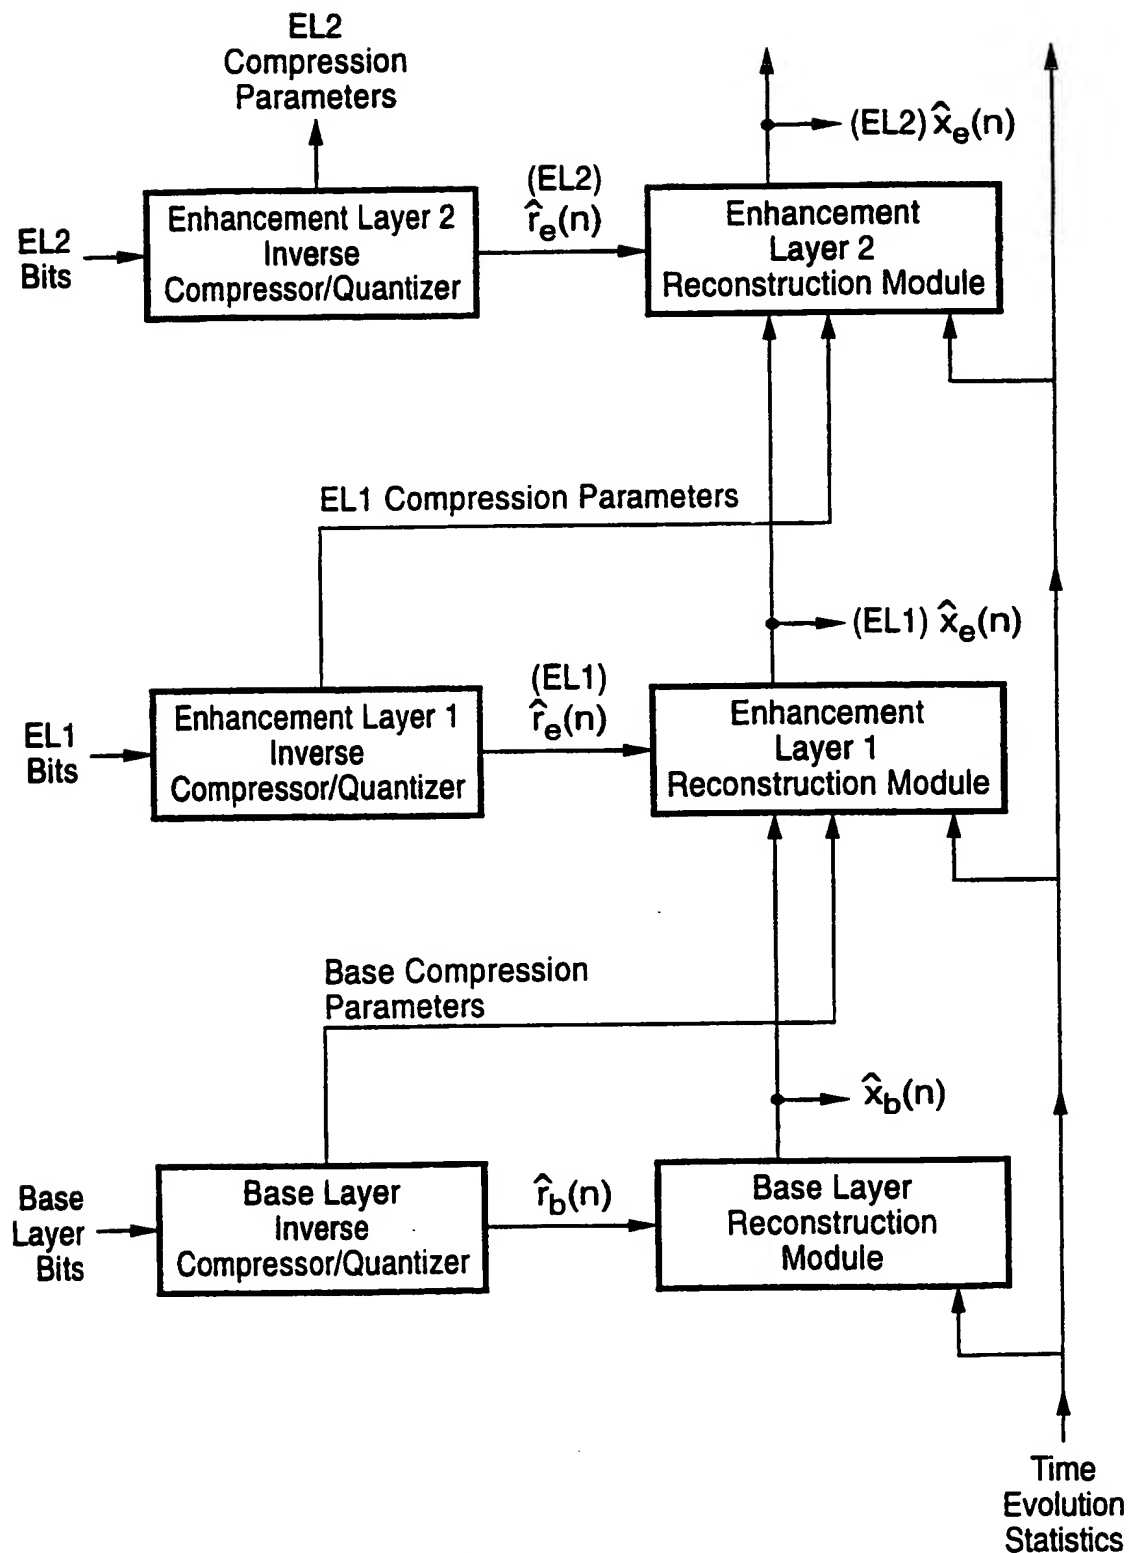 EL2
Compression
Parameters
(EL2) x̂e(n)
(EL2)
r̂e(n)
EL2
Bits
Enhancement Layer 2
Inverse
Compressor/Quantizer
Enhancement
Layer 2
Reconstruction Module
EL1 Compression Parameters
(EL1) x̂e(n)
(EL1)
r̂e(n)
EL1
Bits
Enhancement Layer 1
Inverse
Compressor/Quantizer
Enhancement
Layer 1
Reconstruction Module
Base Compression
Parameters
x̂b(n)
Base
Layer
Bits
Base Layer
Inverse
Compressor/Quantizer
r̂b(n)
Base Layer
Reconstruction
Module
Time
Evolution
Statistics